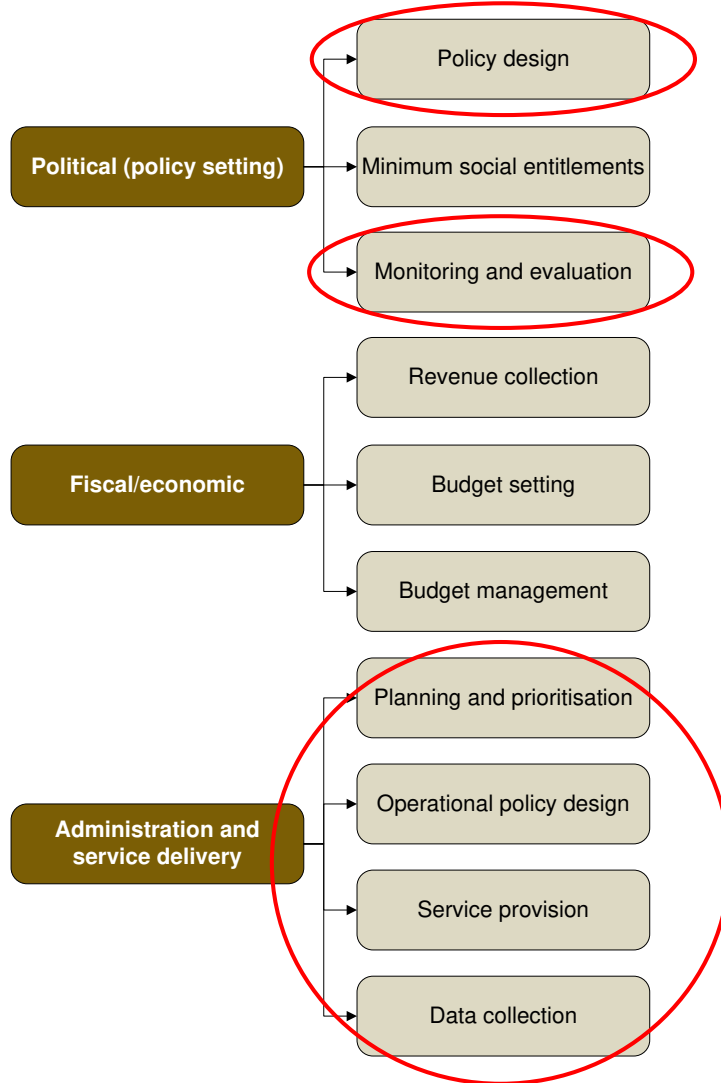 Policy design
Political (policy setting)
Minimum social entitlements
Monitoring and evaluation
Revenue collection
Fiscal/economic
Budget setting
Budget management
Planning and prioritisation
Operational policy design
Administration and
service delivery
Service provision
Data collection